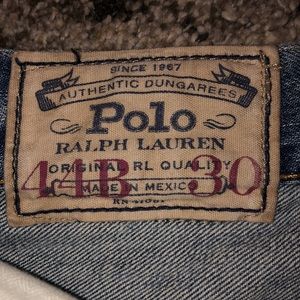 SINCE 1967
AUTHENTIC DUNGAREES
Polo
RALPH LAUREN
ORIGINAL RL QUALITY
44B 30
MADE IN MEXICO